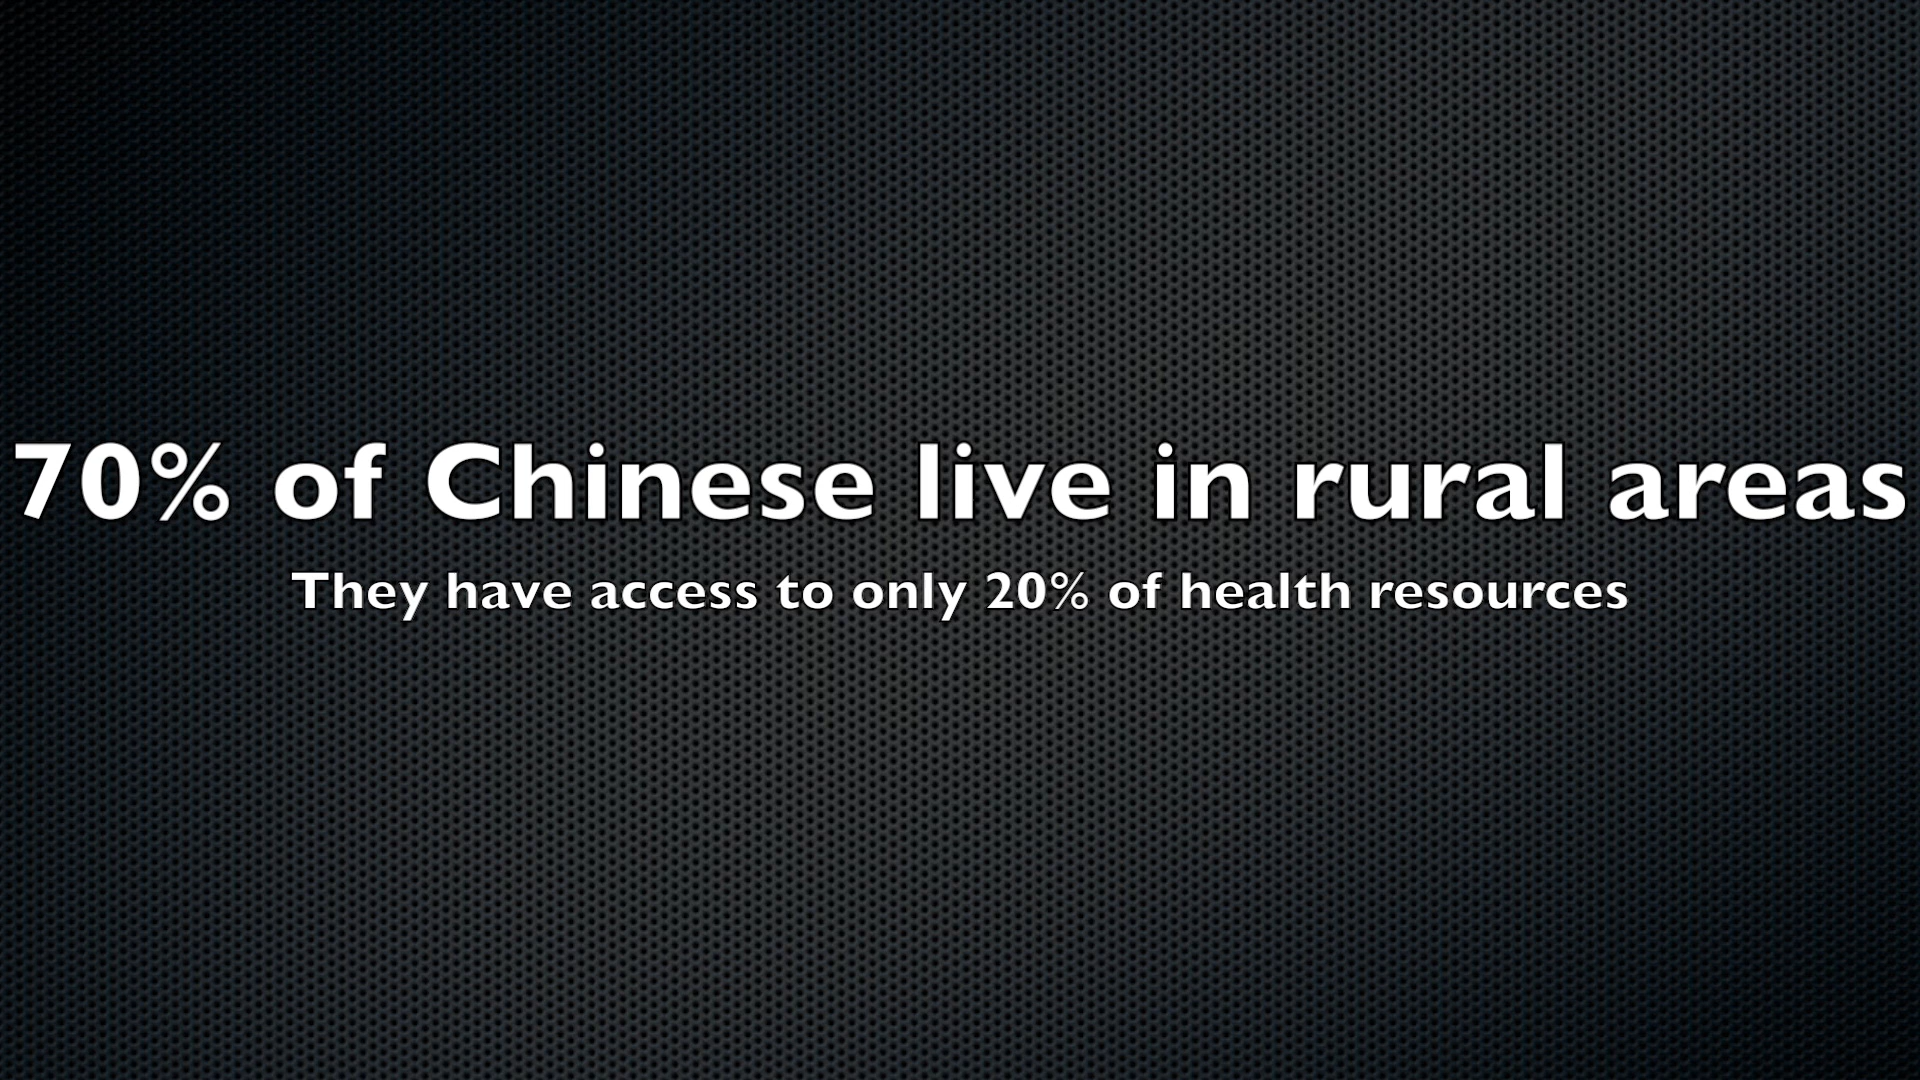 70% of Chinese live in rural areas
They have access to only 20% of health resources